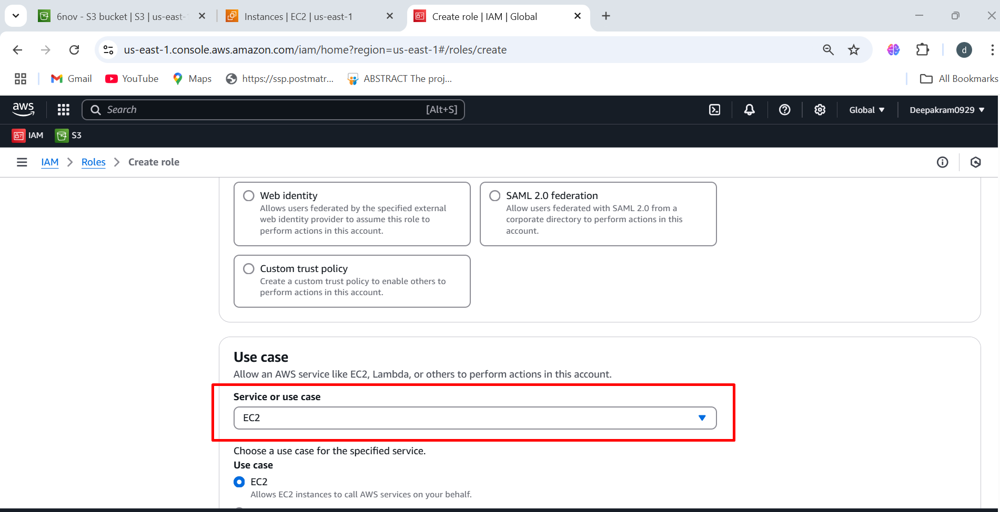 6nov - S3 bucket | S3 | us-east-
Instances | EC2 | us-east-1
Create role | IAM | Global
us-east-1.console.aws.amazon.com/iam/home?region=us-east-1#/roles/create
d
Gmail
YouTube
Maps
https://ssp.postmatr...
ABSTRACT The proj...
All Bookmarks
aws
Search
[Alt+S]
Global
Deepakram0929
IAM
S3
IAM
Roles
Create role
Web identity
Allows users federated by the specified external
web identity provider to assume this role to
perform actions in this account.
SAML 2.0 federation
Allow users federated with SAML 2.0 from a
corporate directory to perform actions in this
account.
Custom trust policy
Create a custom trust policy to enable others to
perform actions in this account.
Use case
Allow an AWS service like EC2, Lambda, or others to perform actions in this account.
Service or use case
EC2
Choose a use case for the specified service.
Use case
EC2
Allows EC2 instances to call AWS services on your behalf.